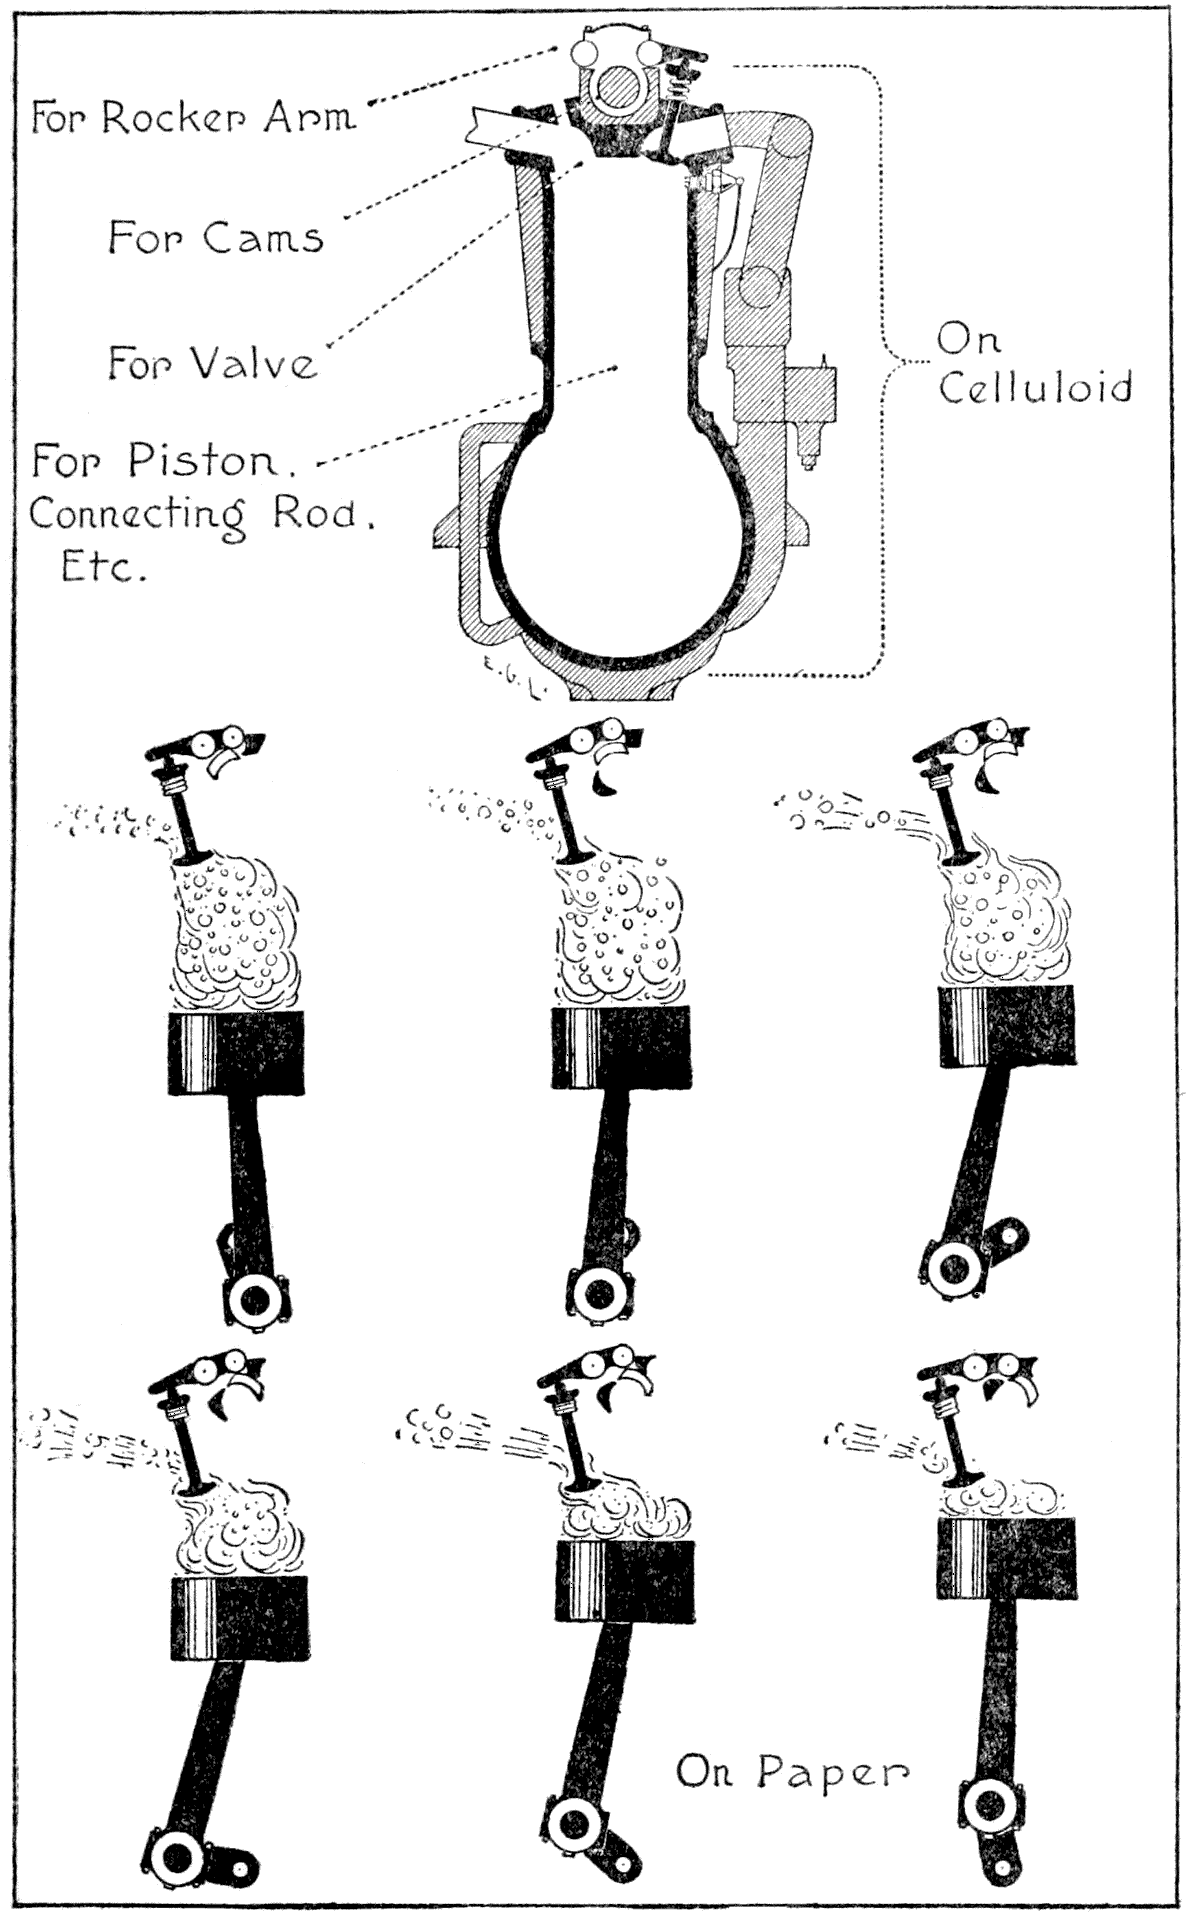 For Rocker Arm
For Cams
For Valve
For Piston.
Connecting Rod.
Etc.
On
Celluloid
E.G.L.
On Paper